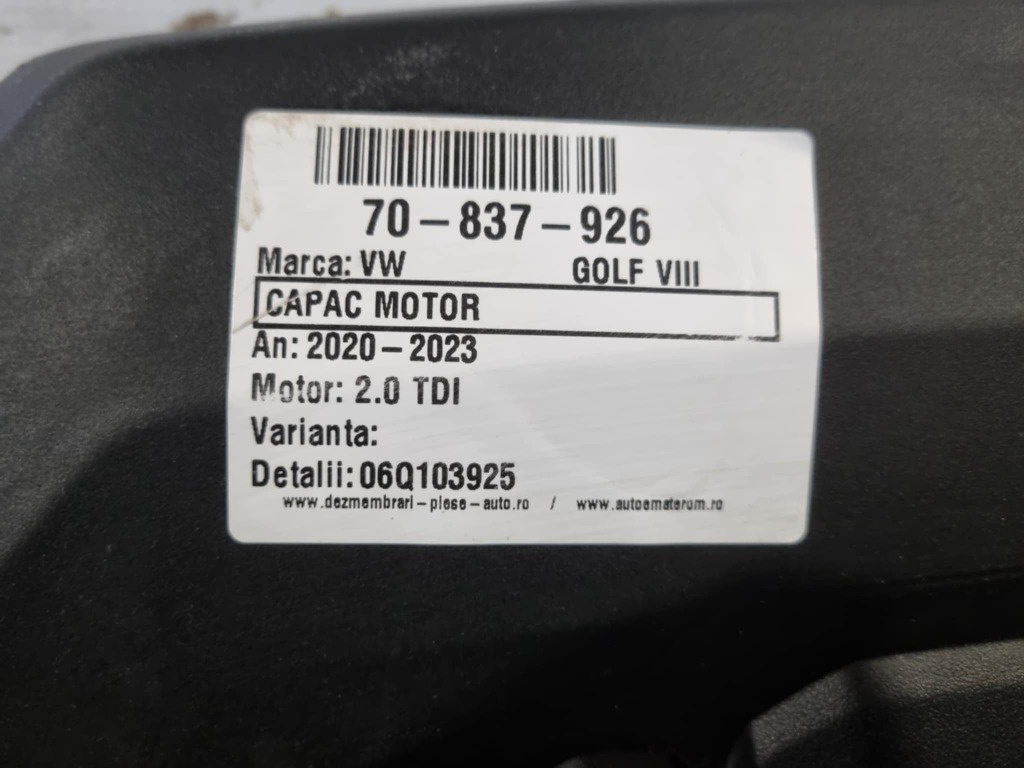 70-837-926
Marca: VW GOLF VIII
CAPAC MOTOR
An: 2020-2023
Motor: 2.0 TDI
Varianta:
Detalii: 06Q103925
www.dezmembrari-piese-auto.ro / www.autoematerum.ro